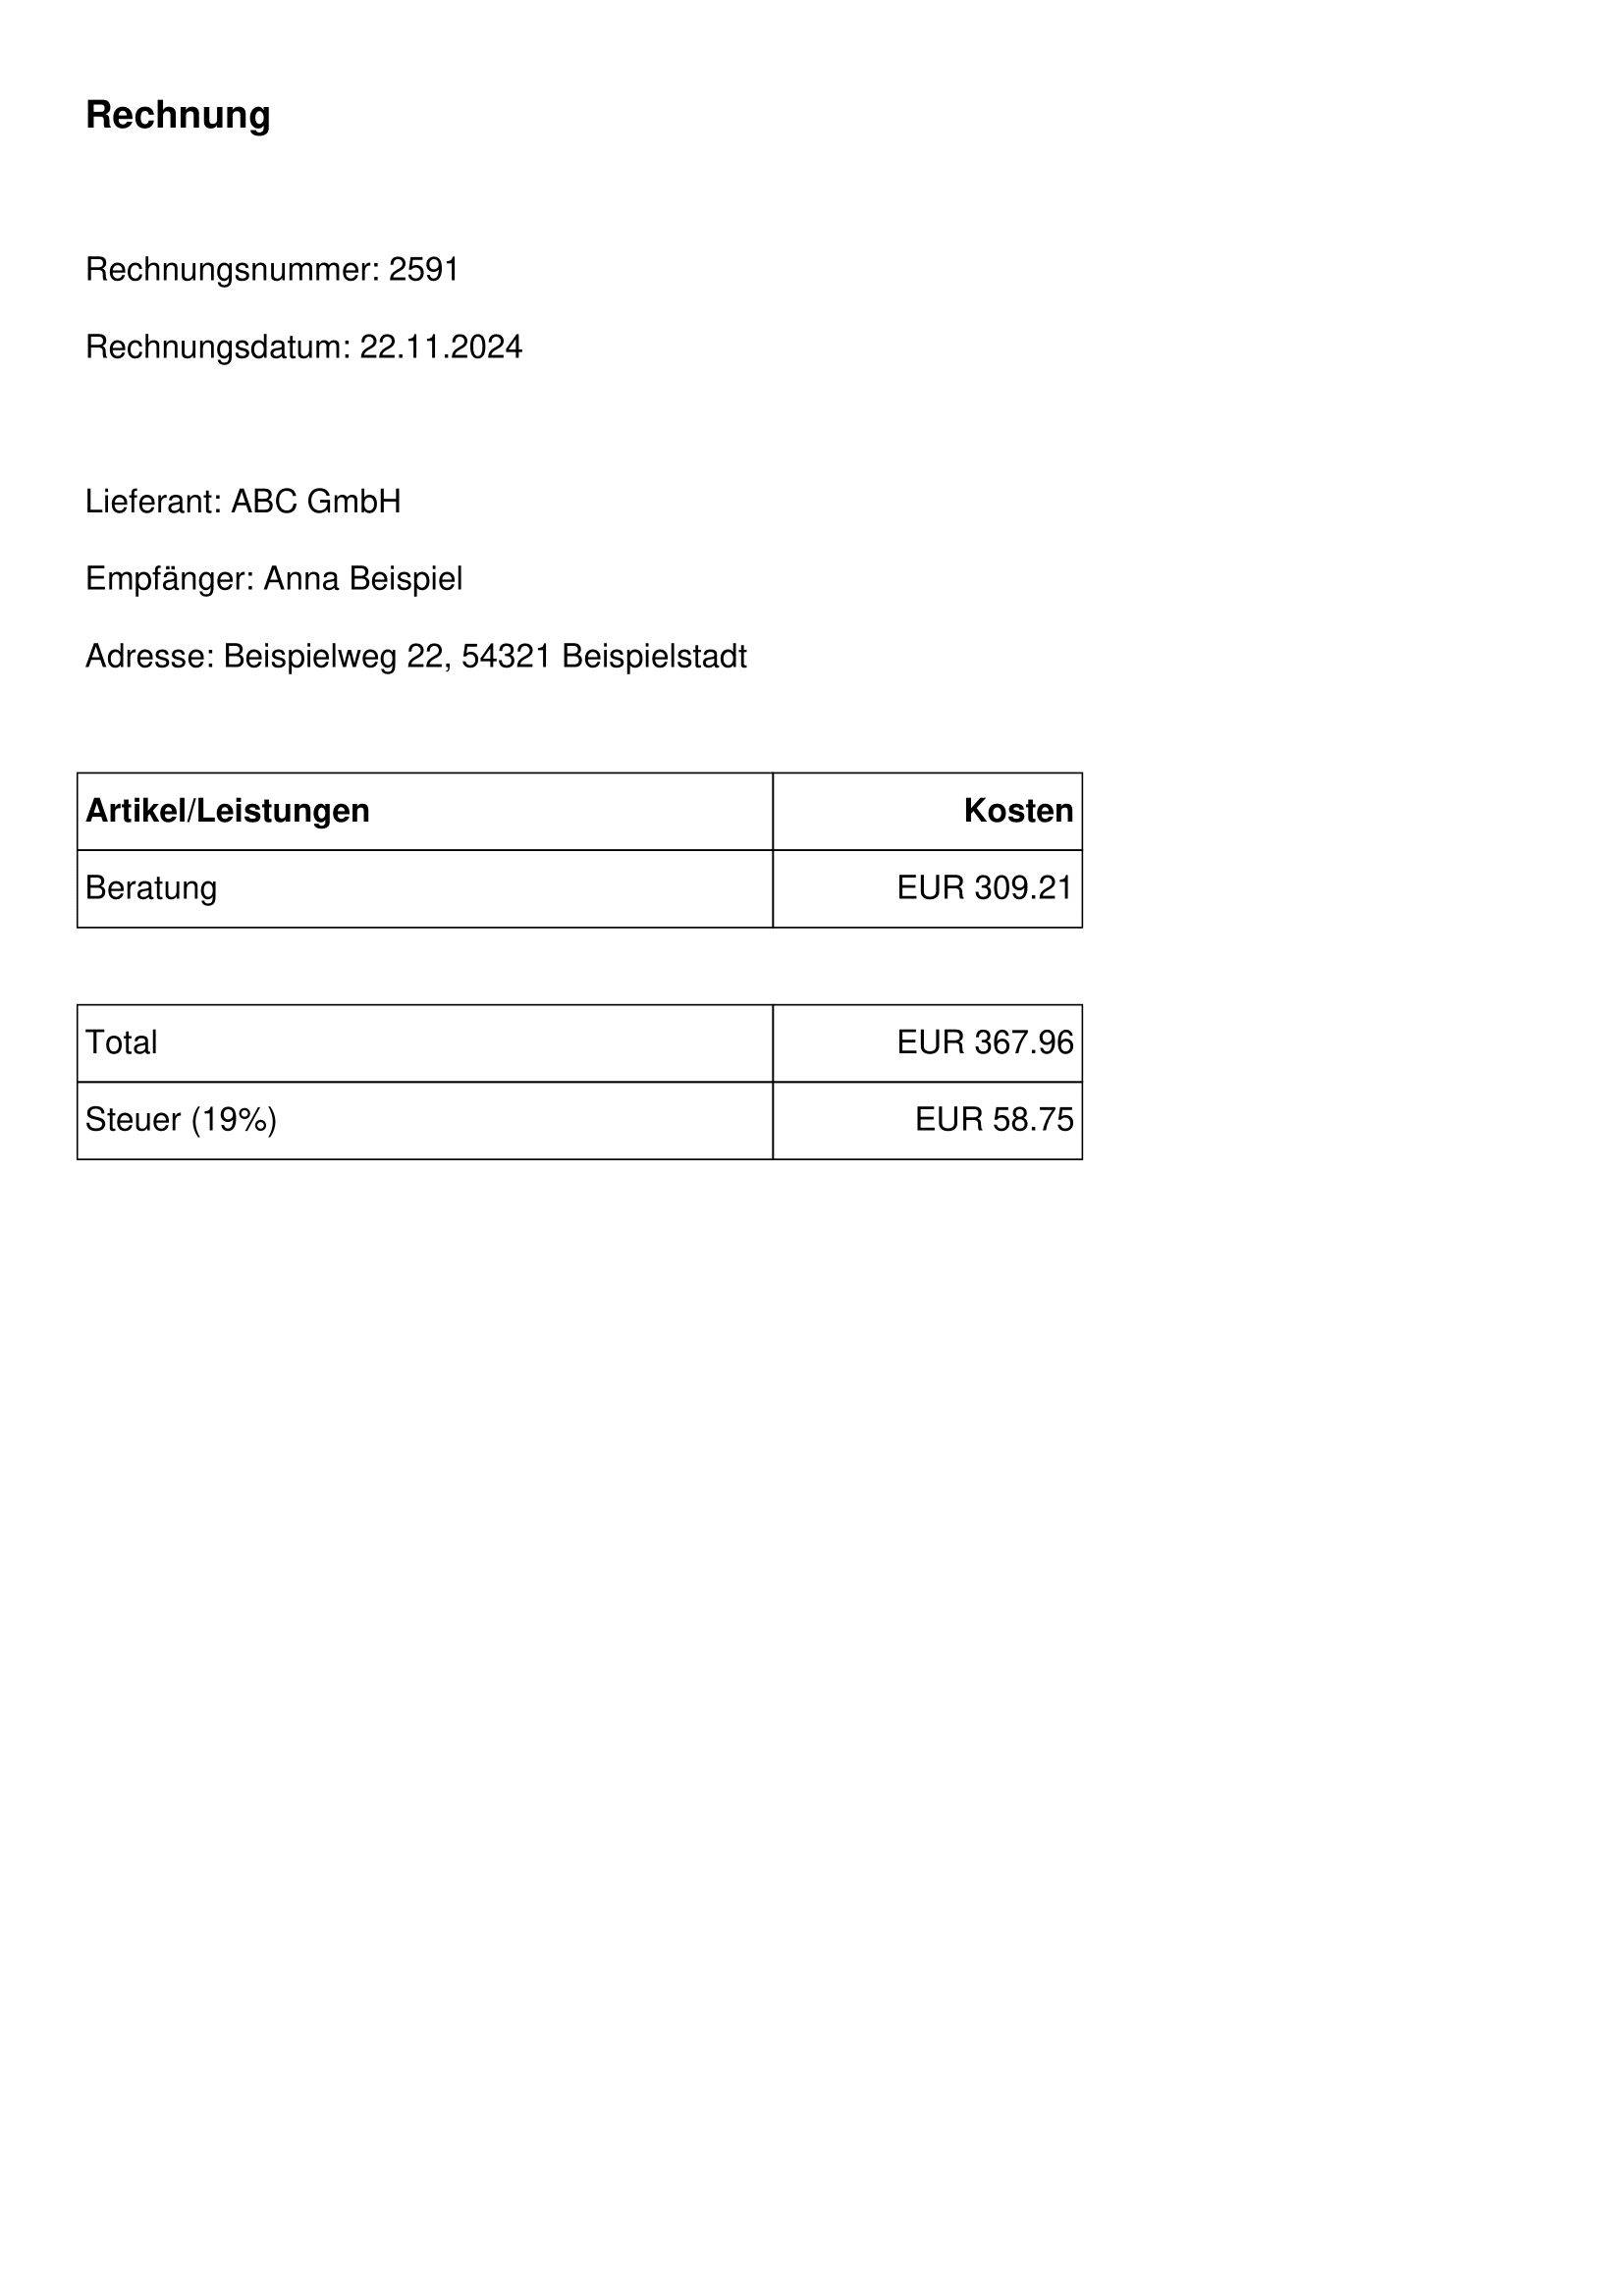 Rechnung
Rechnungsnummer: 2591
Rechnungsdatum: 22.11.2024
Lieferant: ABC GmbH
Empfänger: Anna Beispiel
Adresse: Beispielweg 22, 54321 Beispielstadt
Artikel/Leistungen Kosten
Beratung EUR 309.21
Total EUR 367.96
Steuer (19%) EUR 58.75